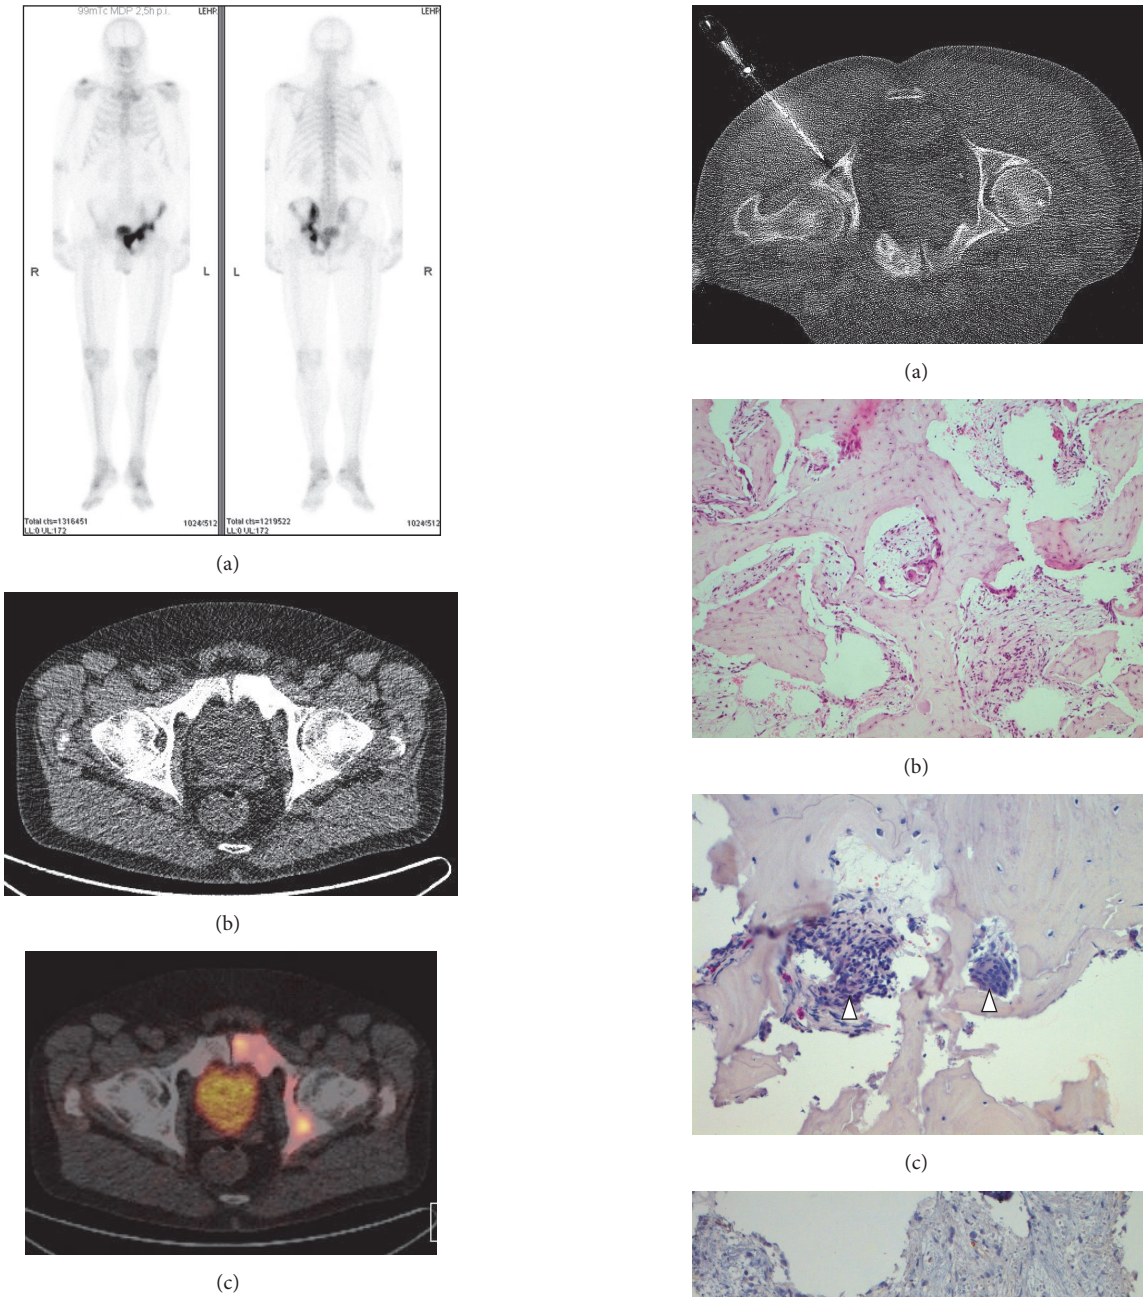 99mTc MDP 2,5h p.i.
LEHR
LEHR
R
L
L
R
Total cts=1316451
LL:0 UL:172
1024\512
Total cts=1219522
LL:0 UL:172
1024\512
(a)
(b)
(c)
(a)
(b)
(c)